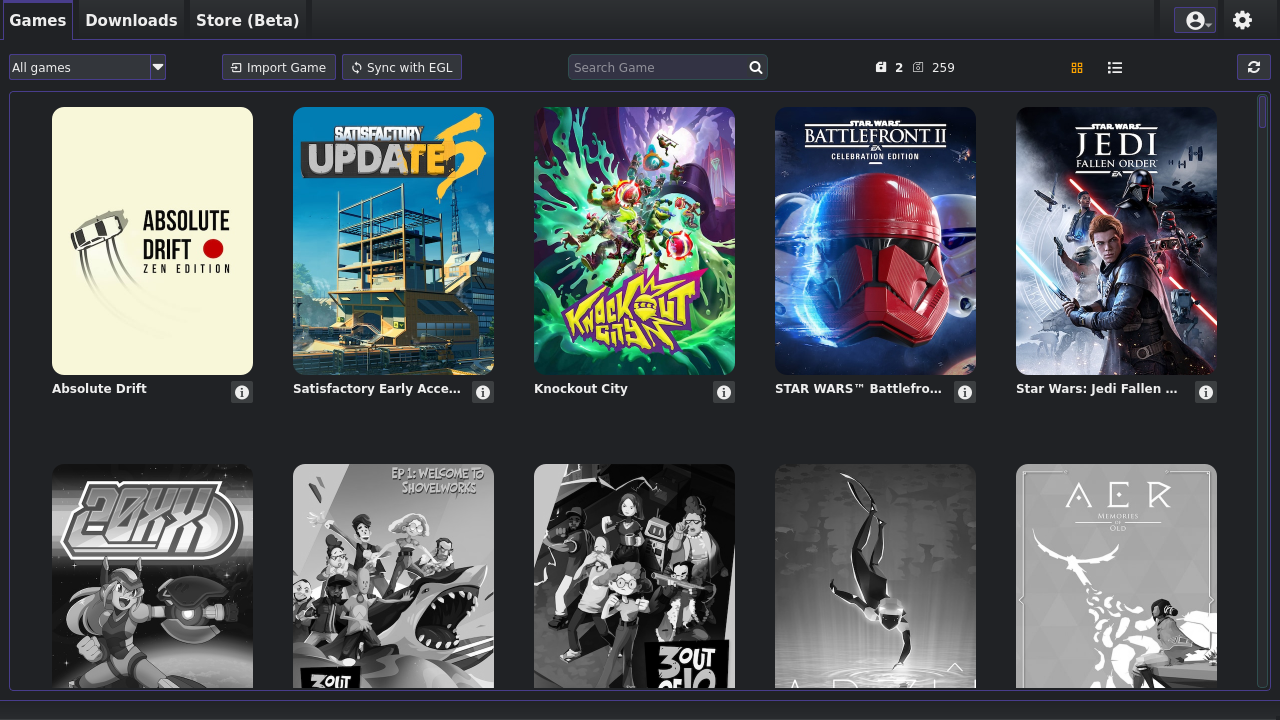 Games Downloads Store (Beta)
All games Import Game Sync with EGL Search Game 2 259
ABSOLUTE
DRIFT
ZEN EDITION
SATISFACTORY
UPDATE 5
KNOCKOUT
CITY
STAR WARS
BATTLEFRONT II
EA
CELEBRATION EDITION
STAR WARS
JEDI
FALLEN ORDER
EA
Absolute Drift
Satisfactory Early Acce...
Knockout City
STAR WARS™ Battlefro...
Star Wars: Jedi Fallen ...
20XX
EP 1: WELCOME TO
SHOVELWORKS
3 OUT
3 OUT
OF 10
AER
MEMORIES
OF
OLD